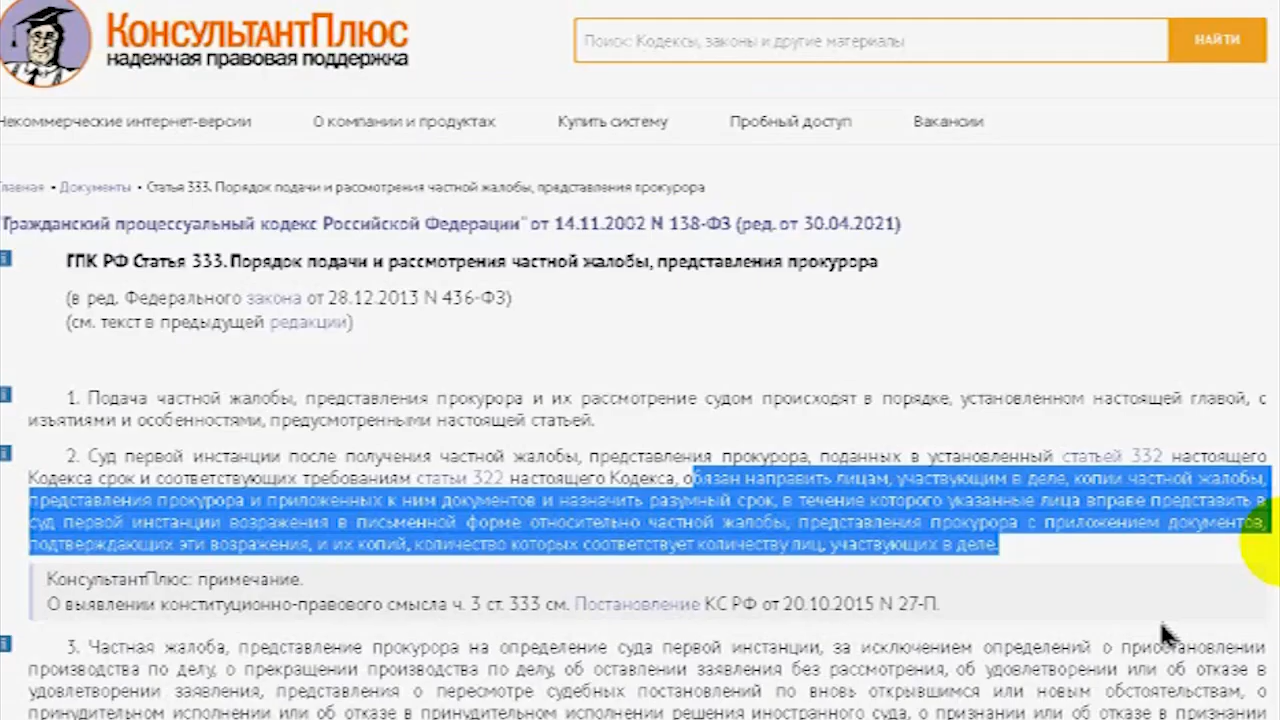 КонсультантПлюс
надежная правовая поддержка
Поиск: Кодексы, законы и другие материалы
НАЙТИ
Некоммерческие интернет-версии О компании и продуктах Купить систему Пробный доступ Вакансии
Главная • Документы • Статья 333. Порядок подачи и рассмотрения частной жалобы, представления прокурора
"Гражданский процессуальный кодекс Российской Федерации" от 14.11.2002 N 138-ФЗ (ред. от 30.04.2021)
ГПК РФ Статья 333. Порядок подачи и рассмотрения частной жалобы, представления прокурора
(в ред. Федерального закона от 28.12.2013 N 436-ФЗ)
(см. текст в предыдущей редакции)
1. Подача частной жалобы, представления прокурора и их рассмотрение судом происходят в порядке, установленном настоящей главой, с
изъятиями и особенностями, предусмотренными настоящей статьей.
2. Суд первой инстанции после получения частной жалобы, представления прокурора, поданных в установленный статьей 332 настоящего
Кодекса срок и соответствующих требованиям статьи 322 настоящего Кодекса, обязан направить лицам, участвующим в деле, копии частной жалобы,
представления прокурора и приложенных к ним документов и назначить разумный срок, в течение которого указанные лица вправе представить в
суд первой инстанции возражения в письменной форме относительно частной жалобы, представления прокурора с приложением документов,
подтверждающих эти возражения, и их копий, количество которых соответствует количеству лиц, участвующих в деле.
КонсультантПлюс: примечание.
О выявлении конституционно-правового смысла ч. 3 ст. 333 см. Постановление КС РФ от 20.10.2015 N 27-П.
3. Частная жалоба, представление прокурора на определение суда первой инстанции, за исключением определений о приостановлении
производства по делу, о прекращении производства по делу, об оставлении заявления без рассмотрения, об удовлетворении или об отказе в
удовлетворении заявления, представления о пересмотре судебных постановлений по вновь открывшимся или новым обстоятельствам, о
принудительном исполнении или об отказе в принудительном исполнении решения иностранного суда, о признании или об отказе в признании